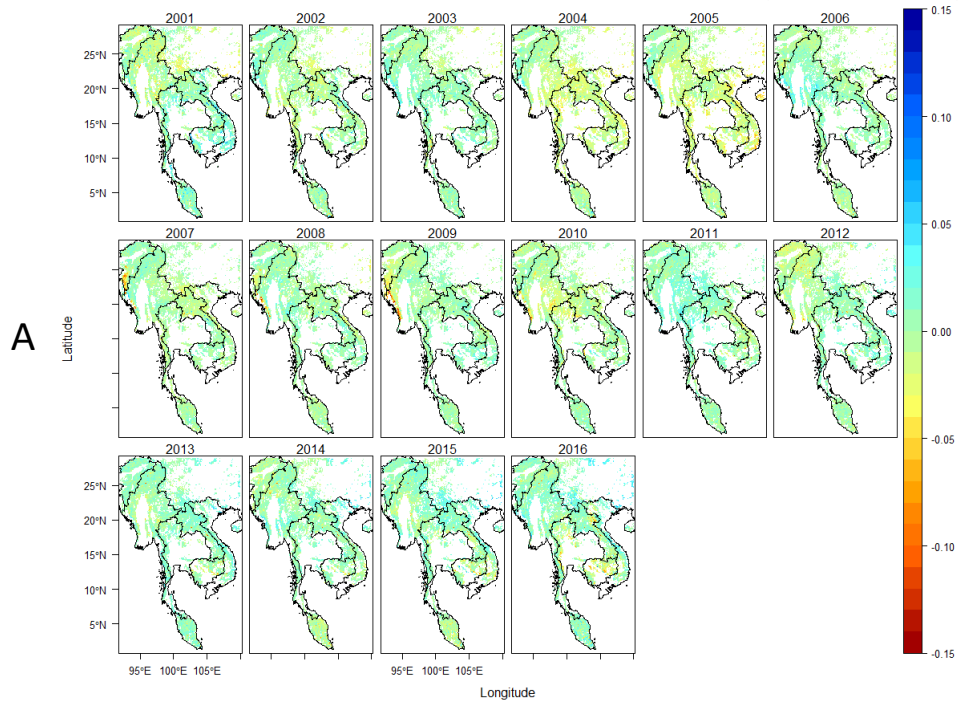 2001 2002 2003 2004 2005 2006
25°N
20°N
15°N
10°N
5°N
2007 2008 2009 2010 2011 2012
A
Latitude
2013 2014 2015 2016
25°N
20°N
15°N
10°N
5°N
95°E 100°E 105°E
95°E 100°E 105°E
Longitude
0.15
0.10
0.05
0.00
-0.05
-0.10
-0.15